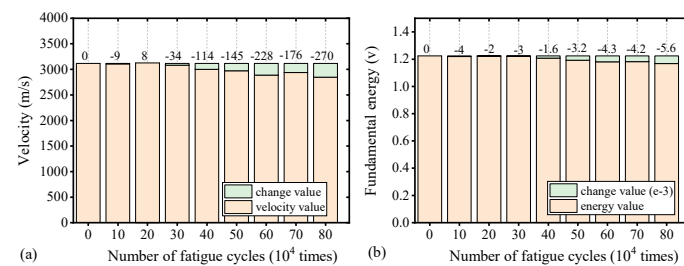 4000
3500
3000
2500
2000
1500
1000
500
0
Velocity (m/s)
0 -9 8 -34 -114 -145 -228 -176 -270
change value
velocity value
0 10 20 30 40 50 60 70 80
(a) Number of fatigue cycles (10⁴ times)
1.4
1.2
1.0
0.8
0.6
0.4
0.2
0.0
Fundamental energy (v)
0 -4 -2 -3 -1.6 -3.2 -4.3 -4.2 -5.6
change value (e-3)
energy value
0 10 20 30 40 50 60 70 80
(b) Number of fatigue cycles (10⁴ times)